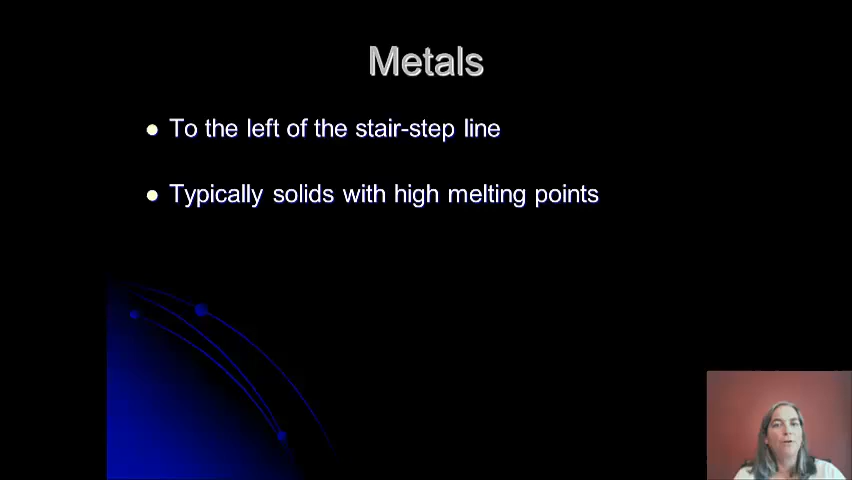 Metals
To the left of the stair-step line
Typically solids with high melting points